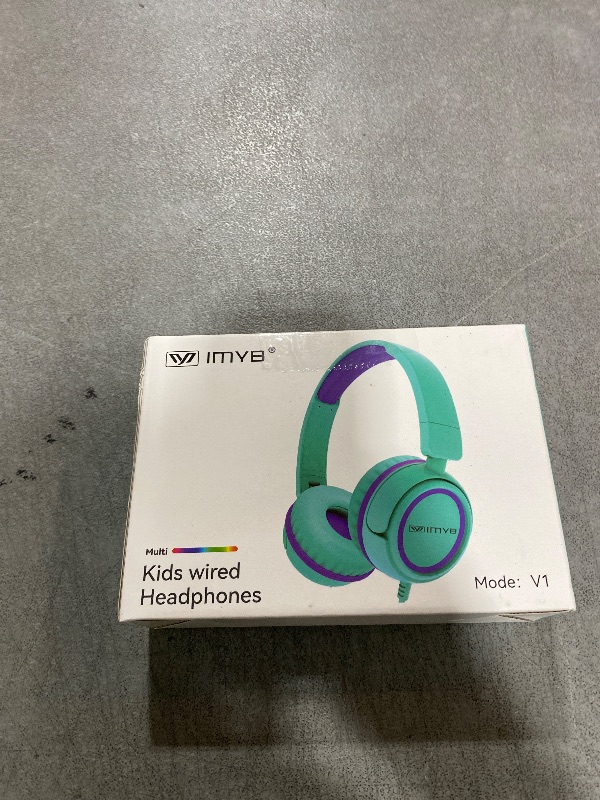 IMYB®
IMYB
Multi
Kids wired
Headphones
Mode: V1